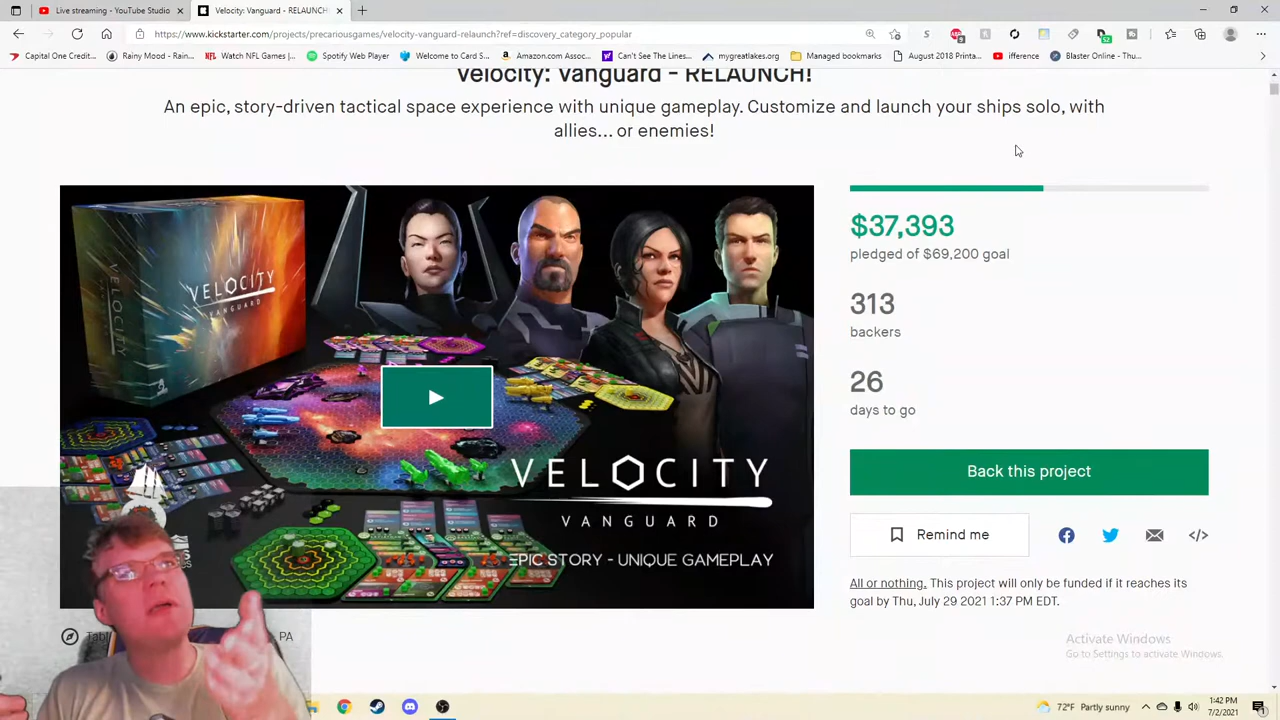 Live streaming - YouTube Studio
Velocity: Vanguard - RELAUNCH!
https://www.kickstarter.com/projects/precariousgames/velocity-vanguard-relaunch?ref=discovery_category_popular
Capital One Credit... Rainy Mood - Rainy... Watch NFL Games |... Spotify Web Player Welcome to Card S... Amazon.com Assoc... Can't See The Lines... mygreatlakes.org Managed bookmarks August 2018 Printa... ifference Blaster Online - Thu...
Velocity: Vanguard - RELAUNCH!
An epic, story-driven tactical space experience with unique gameplay. Customize and launch your ships solo, with
allies... or enemies!
VELOCITY
VANGUARD
VELOCITY
VELOCITY
VANGUARD
EPIC STORY - UNIQUE GAMEPLAY
$37,393
pledged of $69,200 goal
313
backers
26
days to go
Back this project
Remind me
All or nothing. This project will only be funded if it reaches its
goal by Thu, July 29 2021 1:37 PM EDT.
PA
Activate Windows
Go to Settings to activate Windows.
72°F Partly sunny
1:42 PM
7/2/2021